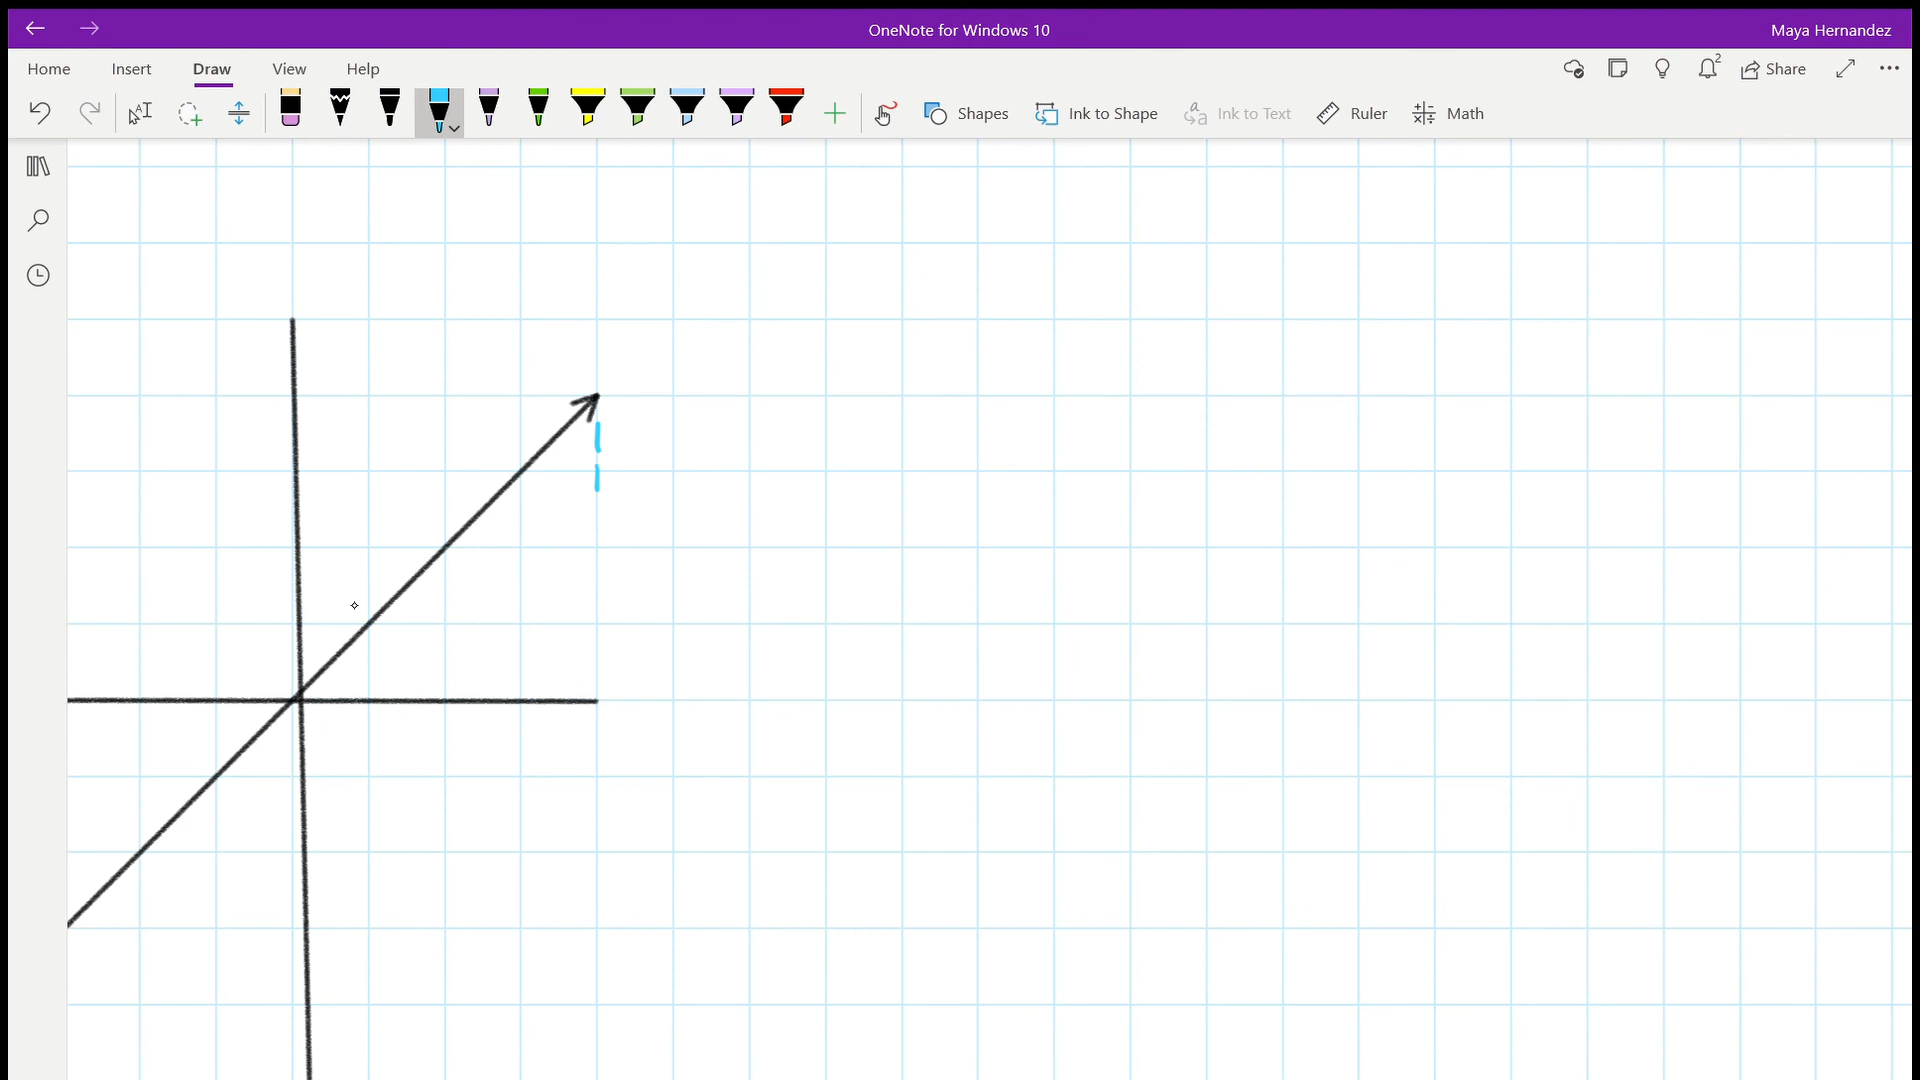 OneNote for Windows 10
Maya Hernandez
Home Insert Draw View Help
2
Share
Shapes Ink to Shape Ink to Text Ruler Math